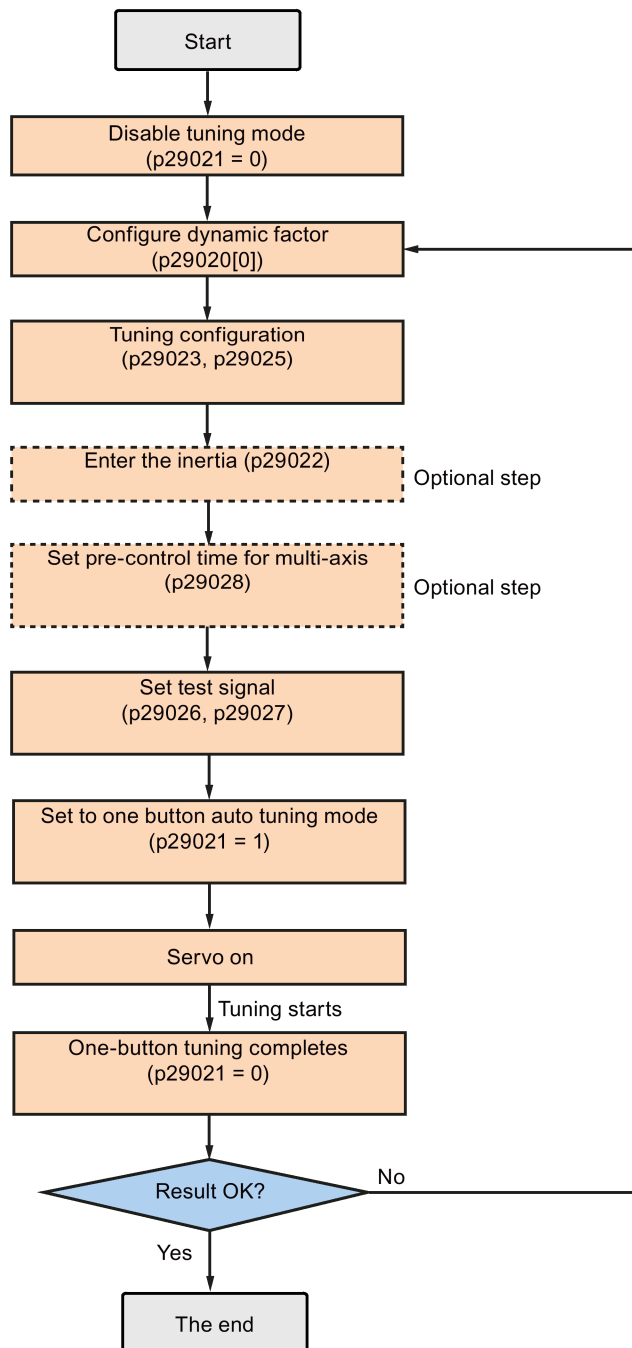 Start
Disable tuning mode
(p29021 = 0)
Configure dynamic factor
(p29020[0])
Tuning configuration
(p29023, p29025)
Enter the inertia (p29022)
Optional step
Set pre-control time for multi-axis
(p29028)
Optional step
Set test signal
(p29026, p29027)
Set to one button auto tuning mode
(p29021 = 1)
Servo on
Tuning starts
One-button tuning completes
(p29021 = 0)
Result OK?
No
Yes
The end